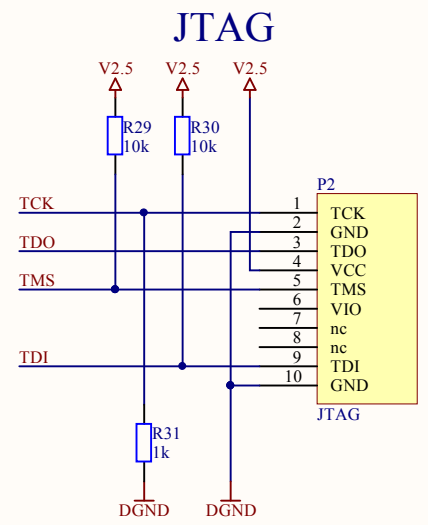 JTAG
V2.5 V2.5 V2.5
R29 R30
10k 10k
P2
TCK 1 TCK
2 GND
TDO 3 TDO
4 VCC
TMS 5 TMS
6 VIO
7 nc
8 nc
TDI 9 TDI
10 GND
JTAG
R31
1k
DGND DGND